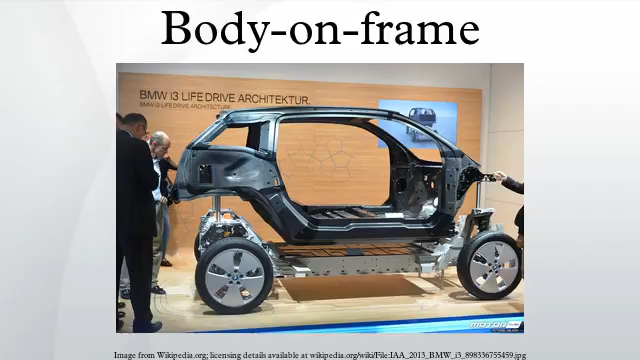 Body-on-frame
BMW i3 LIFE DRIVE ARCHITEKTUR.
BMW i3 LIFE DRIVE ARCHITECTURE.
Image from Wikipedia.org; licensing details available at wikipedia.org/wiki/File:IAA_2013_BMW_i3_898336755459.jpg